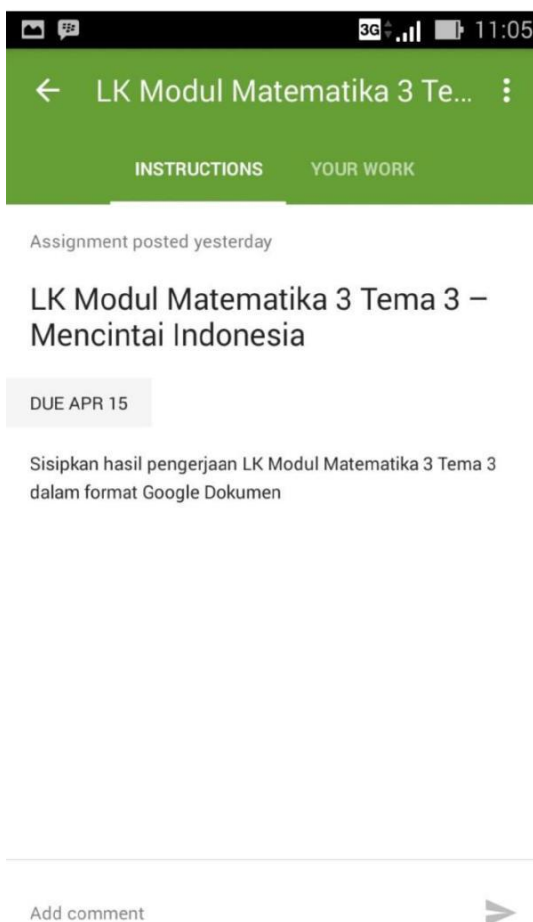 3G 11:05
LK Modul Matematika 3 Te...
INSTRUCTIONS YOUR WORK
Assignment posted yesterday
LK Modul Matematika 3 Tema 3 –
Mencintai Indonesia
DUE APR 15
Sisipkan hasil pengerjaan LK Modul Matematika 3 Tema 3
dalam format Google Dokumen
Add comment